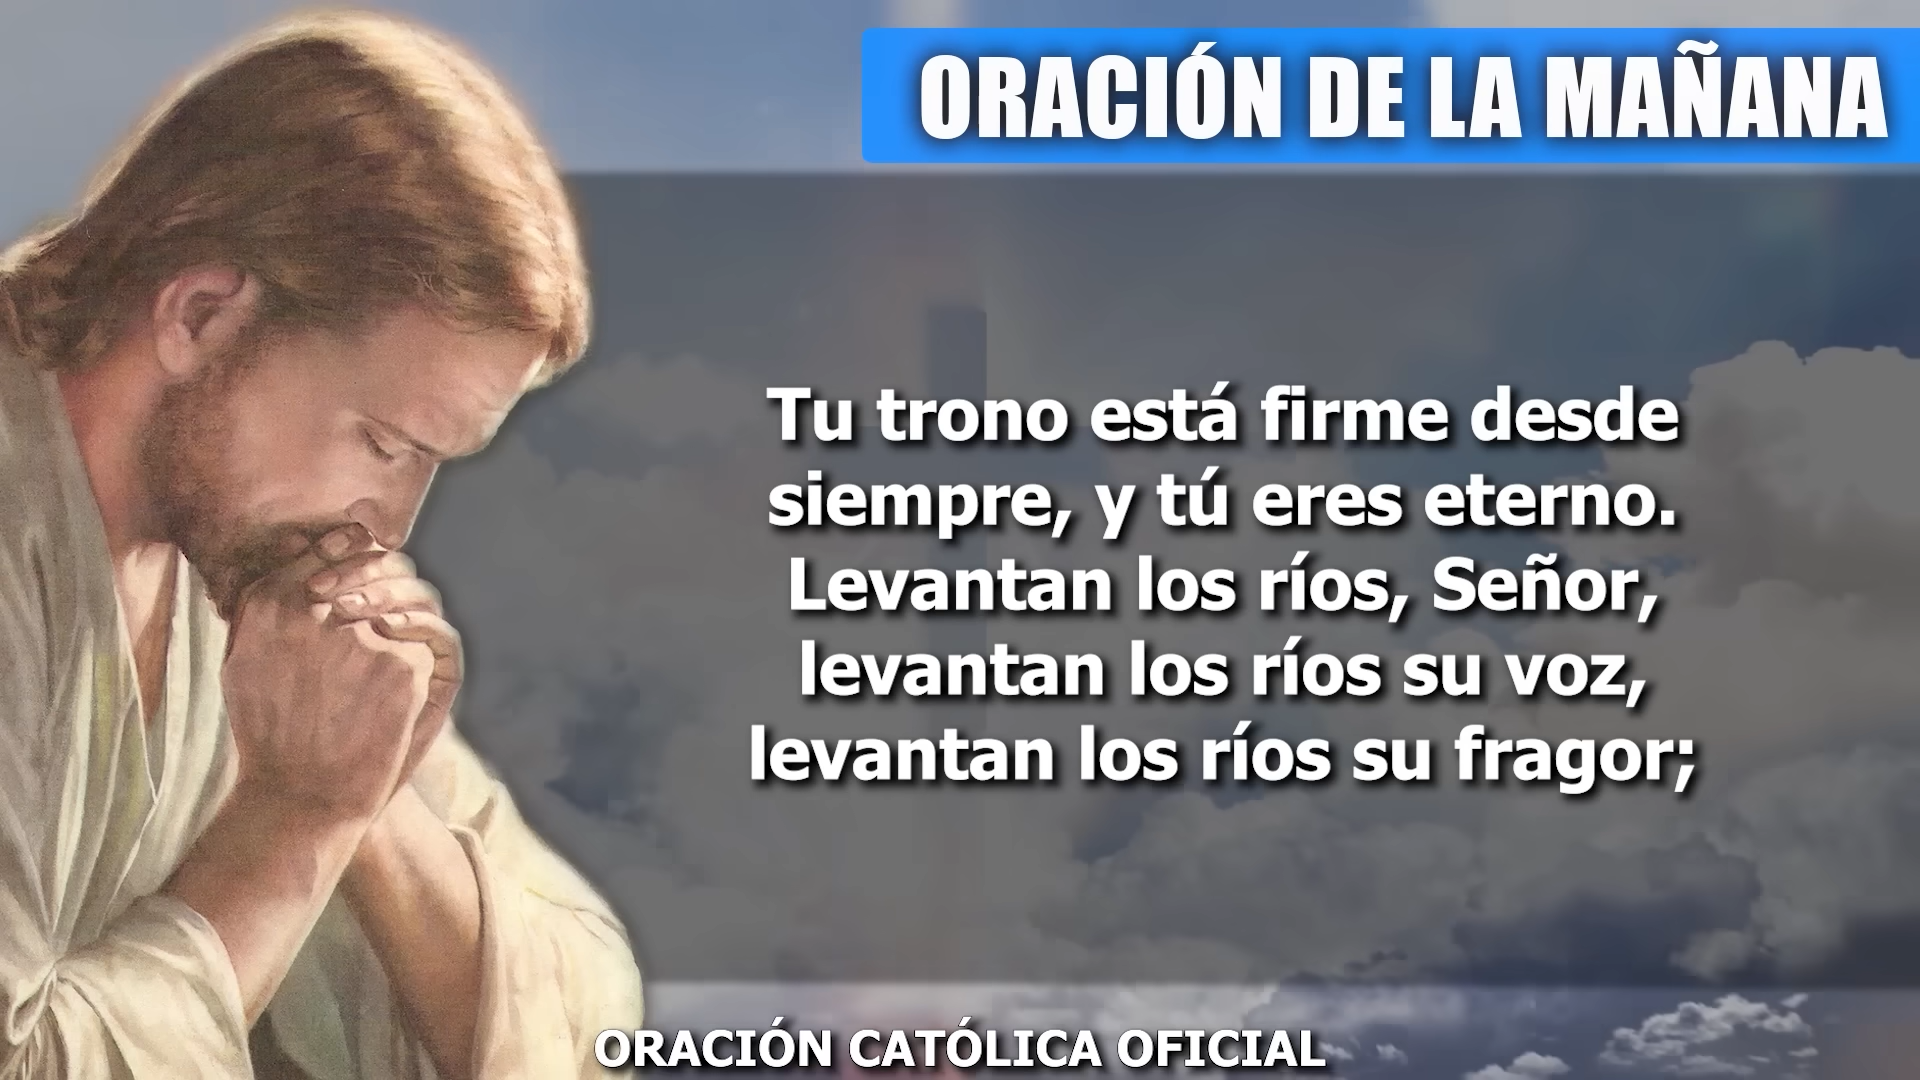 ORACIÓN DE LA MAÑANA
Tu trono está firme desde
siempre, y tú eres eterno.
Levantan los ríos, Señor,
levantan los ríos su voz,
levantan los ríos su fragor;
ORACIÓN CATÓLICA OFICIAL